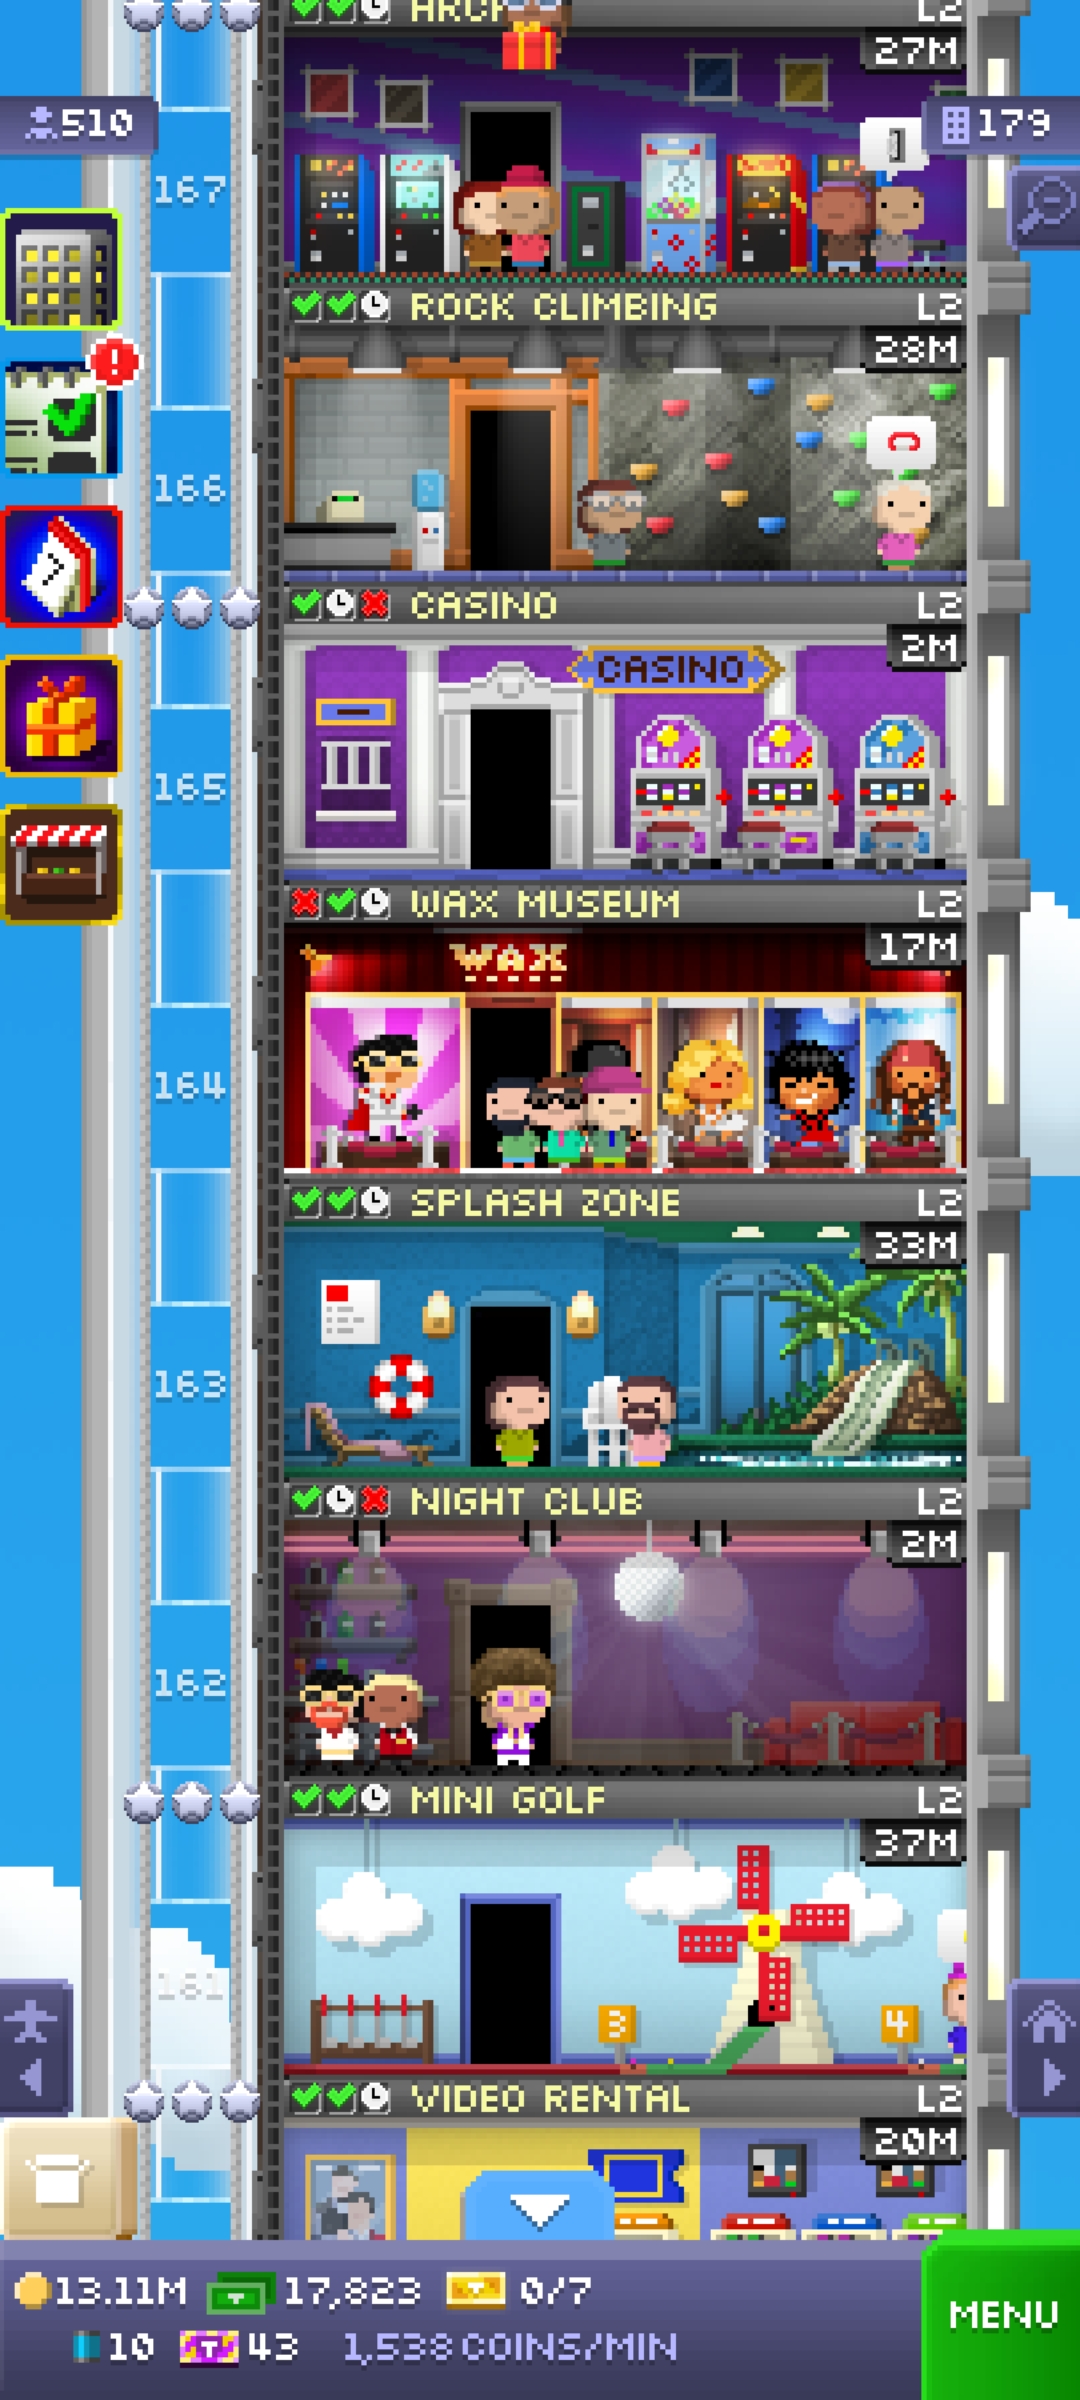 L2
27M
510
179
167
ROCK CLIMBING L2
28M
166
CASINO L2
2M
CASINO
165
WAX MUSEUM L2
17M
WAX
164
SPLASH ZONE L2
33M
163
NIGHT CLUB L2
2M
162
MINI GOLF L2
37M
161
3
4
VIDEO RENTAL L2
20M
13.11M 17,823 0/7
10 43 1,538 COINS/MIN
MENU